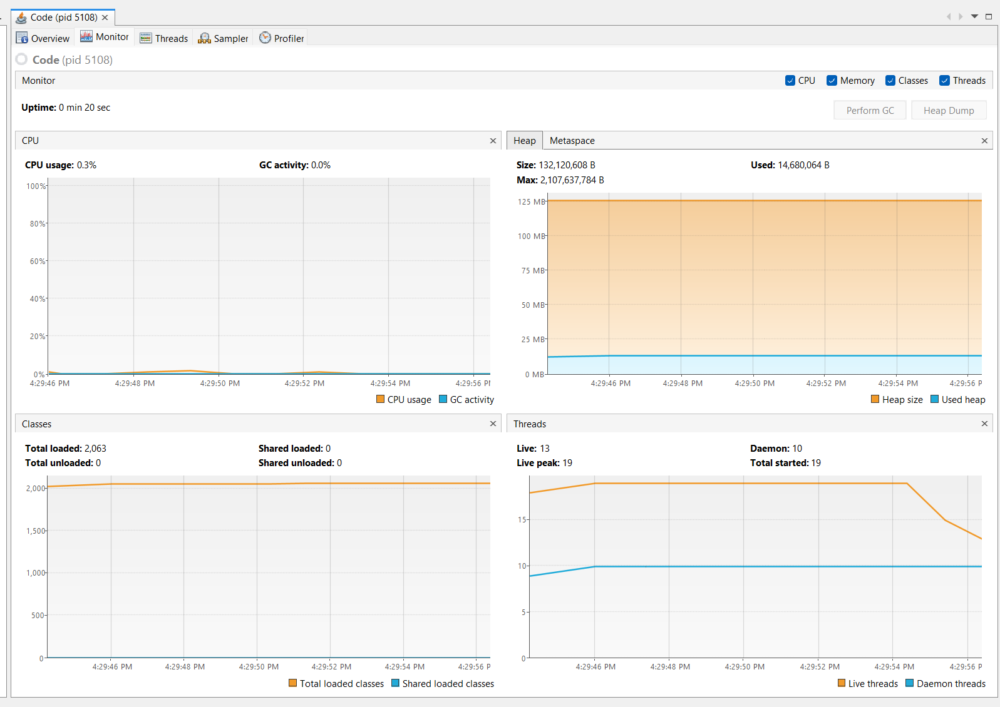 Code (pid 5108)
Overview Monitor Threads Sampler Profiler
Code (pid 5108)
Monitor CPU Memory Classes Threads
Uptime: 0 min 20 sec
Perform GC Heap Dump
CPU
CPU usage: 0.3% GC activity: 0.0%
100%
80%
60%
40%
20%
0%
4:29:46 PM 4:29:48 PM 4:29:50 PM 4:29:52 PM 4:29:54 PM 4:29:56 P
CPU usage GC activity
Heap Metaspace
Size: 132,120,608 B Used: 14,680,064 B
Max: 2,107,637,784 B
125 MB
100 MB
75 MB
50 MB
25 MB
0 MB
4:29:46 PM 4:29:48 PM 4:29:50 PM 4:29:52 PM 4:29:54 PM 4:29:56 P
Heap size Used heap
Classes
Total loaded: 2,063 Shared loaded: 0
Total unloaded: 0 Shared unloaded: 0
2,000
1,500
1,000
500
0
4:29:46 PM 4:29:48 PM 4:29:50 PM 4:29:52 PM 4:29:54 PM 4:29:56 P
Total loaded classes Shared loaded classes
Threads
Live: 13 Daemon: 10
Live peak: 19 Total started: 19
15
10
5
0
4:29:46 PM 4:29:48 PM 4:29:50 PM 4:29:52 PM 4:29:54 PM 4:29:56 P
Live threads Daemon threads